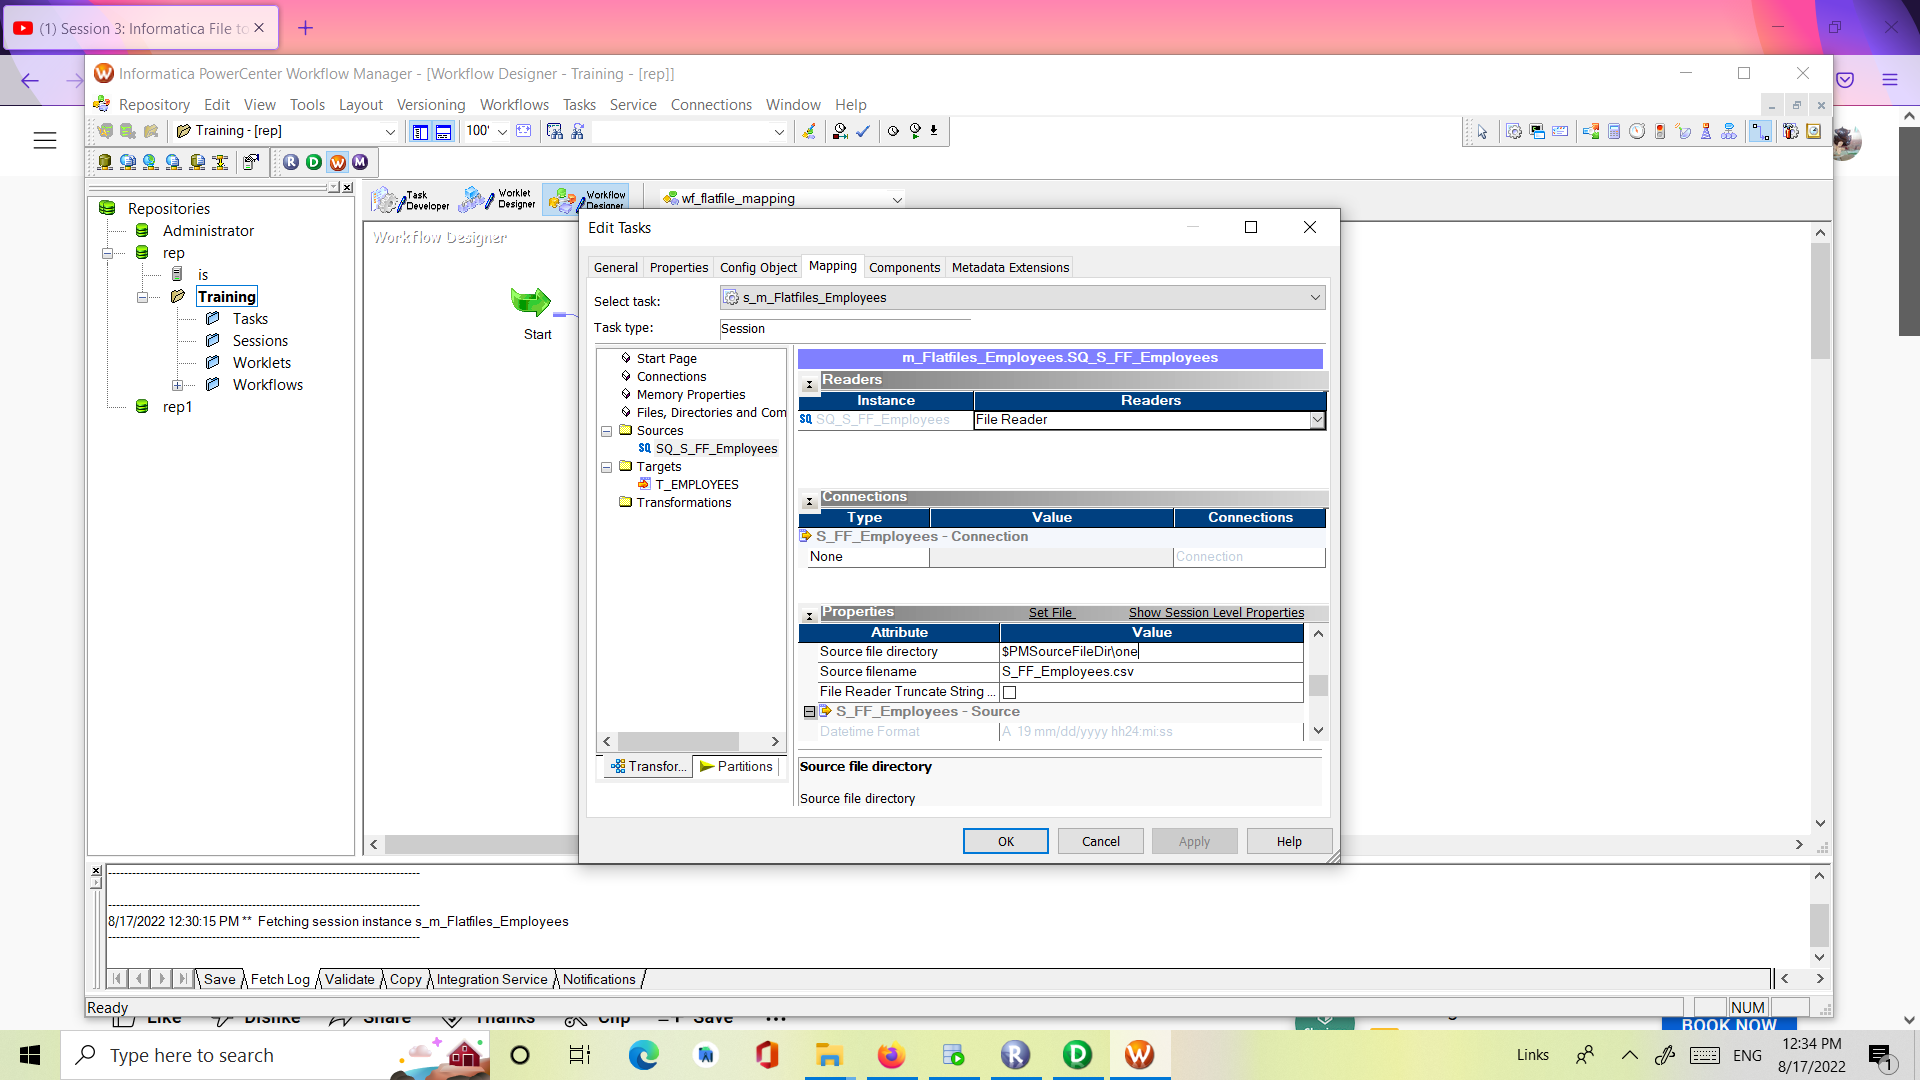 (1) Session 3: Informatica File to
Informatica PowerCenter Workflow Manager - [Workflow Designer - Training - [rep]]
Repository Edit View Tools Layout Versioning Workflows Tasks Service Connections Window Help
Training - [rep]
100'
R D W M
Repositories
Administrator
rep
is
Training
Tasks
Sessions
Worklets
Workflows
rep1
Task Developer
Worklet Designer
Workflow Designer
wf_flatfile_mapping
Workflow Designer
Start
Edit Tasks
General Properties Config Object Mapping Components Metadata Extensions
Select task: s_m_Flatfiles_Employees
Task type: Session
Start Page
Connections
Memory Properties
Files, Directories and Com
Sources
SQ SQ_S_FF_Employees
Targets
T_EMPLOYEES
Transformations
Transfor... Partitions
m_Flatfiles_Employees.SQ_S_FF_Employees
Readers
Instance Readers
SQ SQ_S_FF_Employees File Reader
Connections
Type Value Connections
S_FF_Employees - Connection
None Connection
Properties Set File Show Session Level Properties
Attribute Value
Source file directory $PMSourceFileDir\one
Source filename S_FF_Employees.csv
File Reader Truncate String ...
S_FF_Employees - Source
Datetime Format A 19 mm/dd/yyyy hh24:mi:ss
Source file directory
Source file directory
OK Cancel Apply Help
8/17/2022 12:30:15 PM ** Fetching session instance s_m_Flatfiles_Employees
Save Fetch Log Validate Copy Integration Service Notifications
Ready
NUM
Like Dislike Share Thanks Clip Save
BOOK NOW
Type here to search
R D W
Links
ENG
12:34 PM
8/17/2022
1